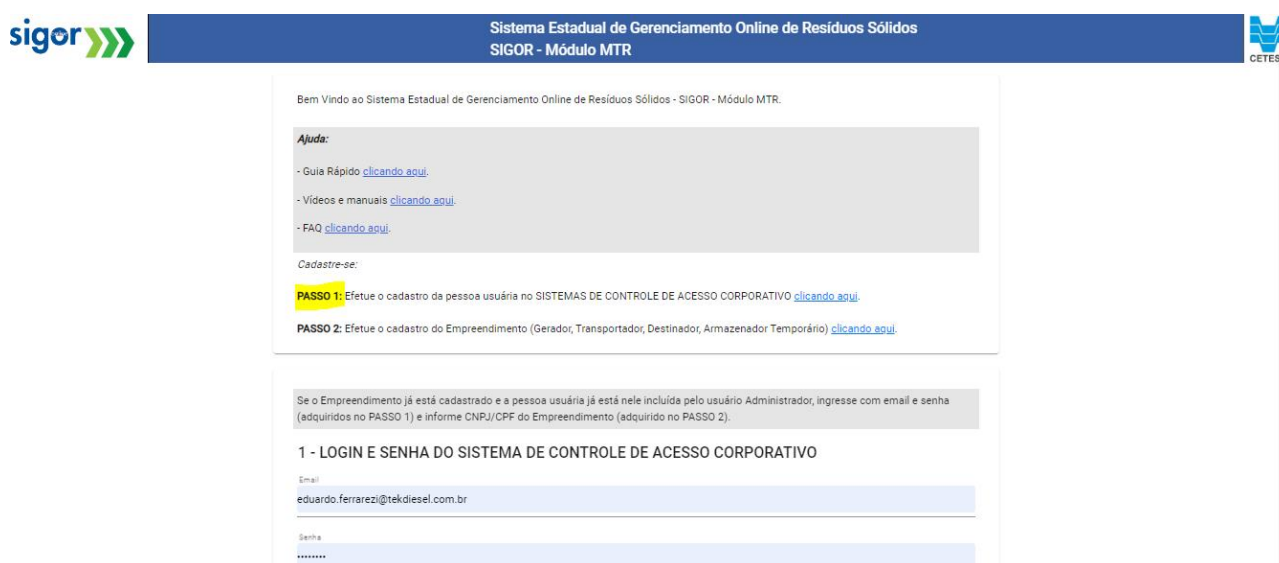 sigor
Sistema Estadual de Gerenciamento Online de Resíduos Sólidos
SIGOR - Módulo MTR
CETES
Bem Vindo ao Sistema Estadual de Gerenciamento Online de Resíduos Sólidos - SIGOR - Módulo MTR.
Ajuda:
- Guia Rápido clicando aqui.
- Vídeos e manuais clicando aqui.
- FAQ clicando aqui.
Cadastre-se:
PASSO 1: Efetue o cadastro da pessoa usuária no SISTEMAS DE CONTROLE DE ACESSO CORPORATIVO clicando aqui.
PASSO 2: Efetue o cadastro do Empreendimento (Gerador, Transportador, Destinador, Armazenador Temporário) clicando aqui.
Se o Empreendimento já está cadastrado e a pessoa usuária já está nele incluída pelo usuário Administrador, ingresse com email e senha
(adquiridos no PASSO 1) e informe CNPJ/CPF do Empreendimento (adquirido no PASSO 2).
1 - LOGIN E SENHA DO SISTEMA DE CONTROLE DE ACESSO CORPORATIVO
Email
eduardo.ferrarezi@tekdiesel.com.br
Senha
........